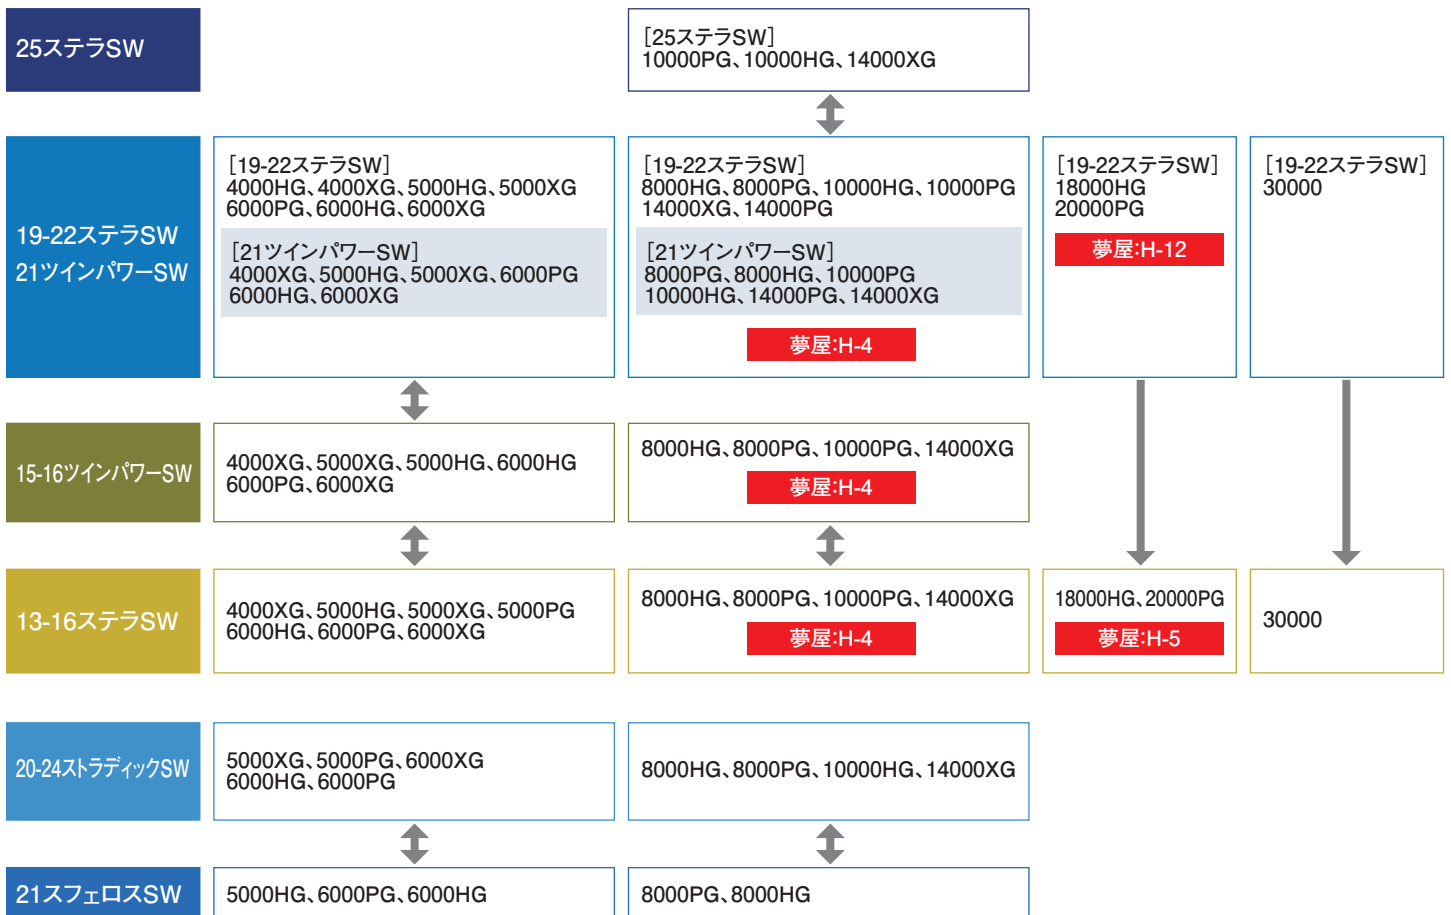 25ステラSW
[25ステラSW]
10000PG、10000HG、14000XG
19-22ステラSW
21ツインパワーSW
[19-22ステラSW]
4000HG、4000XG、5000HG、5000XG
6000PG、6000HG、6000XG
[21ツインパワーSW]
4000XG、5000HG、5000XG、6000PG
6000HG、6000XG
[19-22ステラSW]
8000HG、8000PG、10000HG、10000PG
14000XG、14000PG
[21ツインパワーSW]
8000PG、8000HG、10000PG
10000HG、14000PG、14000XG
夢屋:H-4
[19-22ステラSW]
18000HG
20000PG
夢屋:H-12
[19-22ステラSW]
30000
15-16ツインパワーSW
4000XG、5000XG、5000HG、6000HG
6000PG、6000XG
8000HG、8000PG、10000PG、14000XG
夢屋:H-4
13-16ステラSW
4000XG、5000HG、5000XG、5000PG
6000HG、6000PG、6000XG
8000HG、8000PG、10000PG、14000XG
夢屋:H-4
18000HG、20000PG
夢屋:H-5
30000
20-24ストラディックSW
5000XG、5000PG、6000XG
6000HG、6000PG
8000HG、8000PG、10000HG、14000XG
21スフェロスSW
5000HG、6000PG、6000HG
8000PG、8000HG